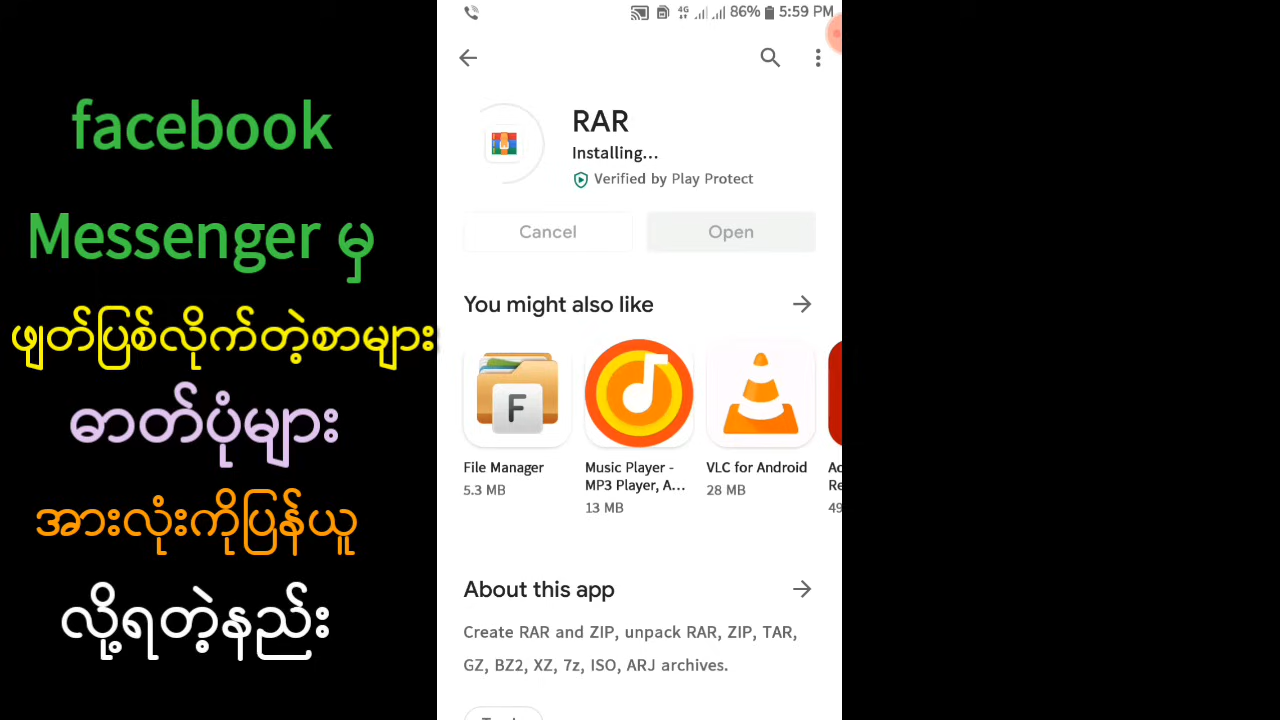 facebook
Messenger မှ
ဖျတ်ပြစ်လိုက်တဲ့စာများ
ဓာတ်ပုံများ
အားလုံးကိုပြန်ယူ
လို့ရတဲ့နည်း
4G 86% 5:59 PM
RAR
Installing...
Verified by Play Protect
Cancel Open
You might also like
File Manager
5.3 MB
Music Player -
MP3 Player, A...
13 MB
VLC for Android
28 MB
Ac
Re
49
About this app
Create RAR and ZIP, unpack RAR, ZIP, TAR,
GZ, BZ2, XZ, 7z, ISO, ARJ archives.